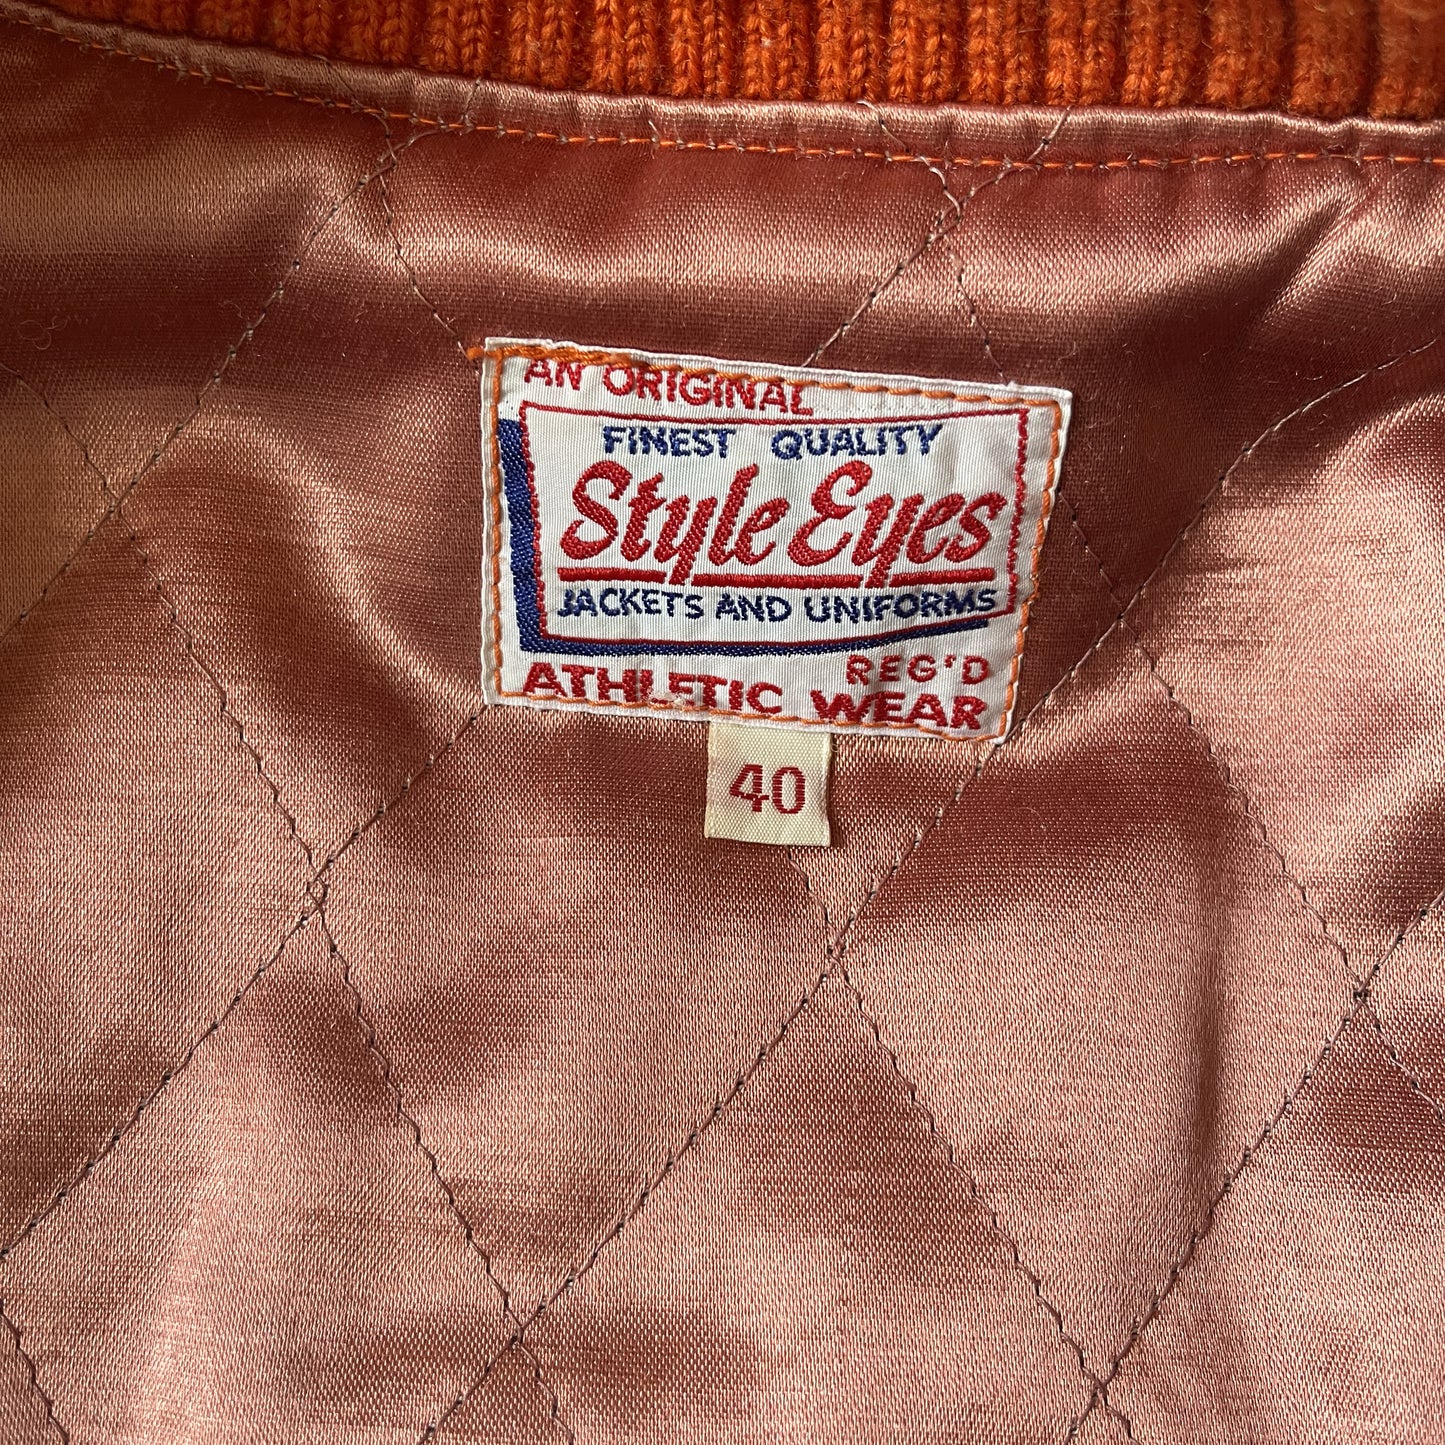 AN ORIGINAL
FINEST QUALITY
Style Eyes
JACKETS AND UNIFORMS
REG'D
ATHLETIC WEAR
40